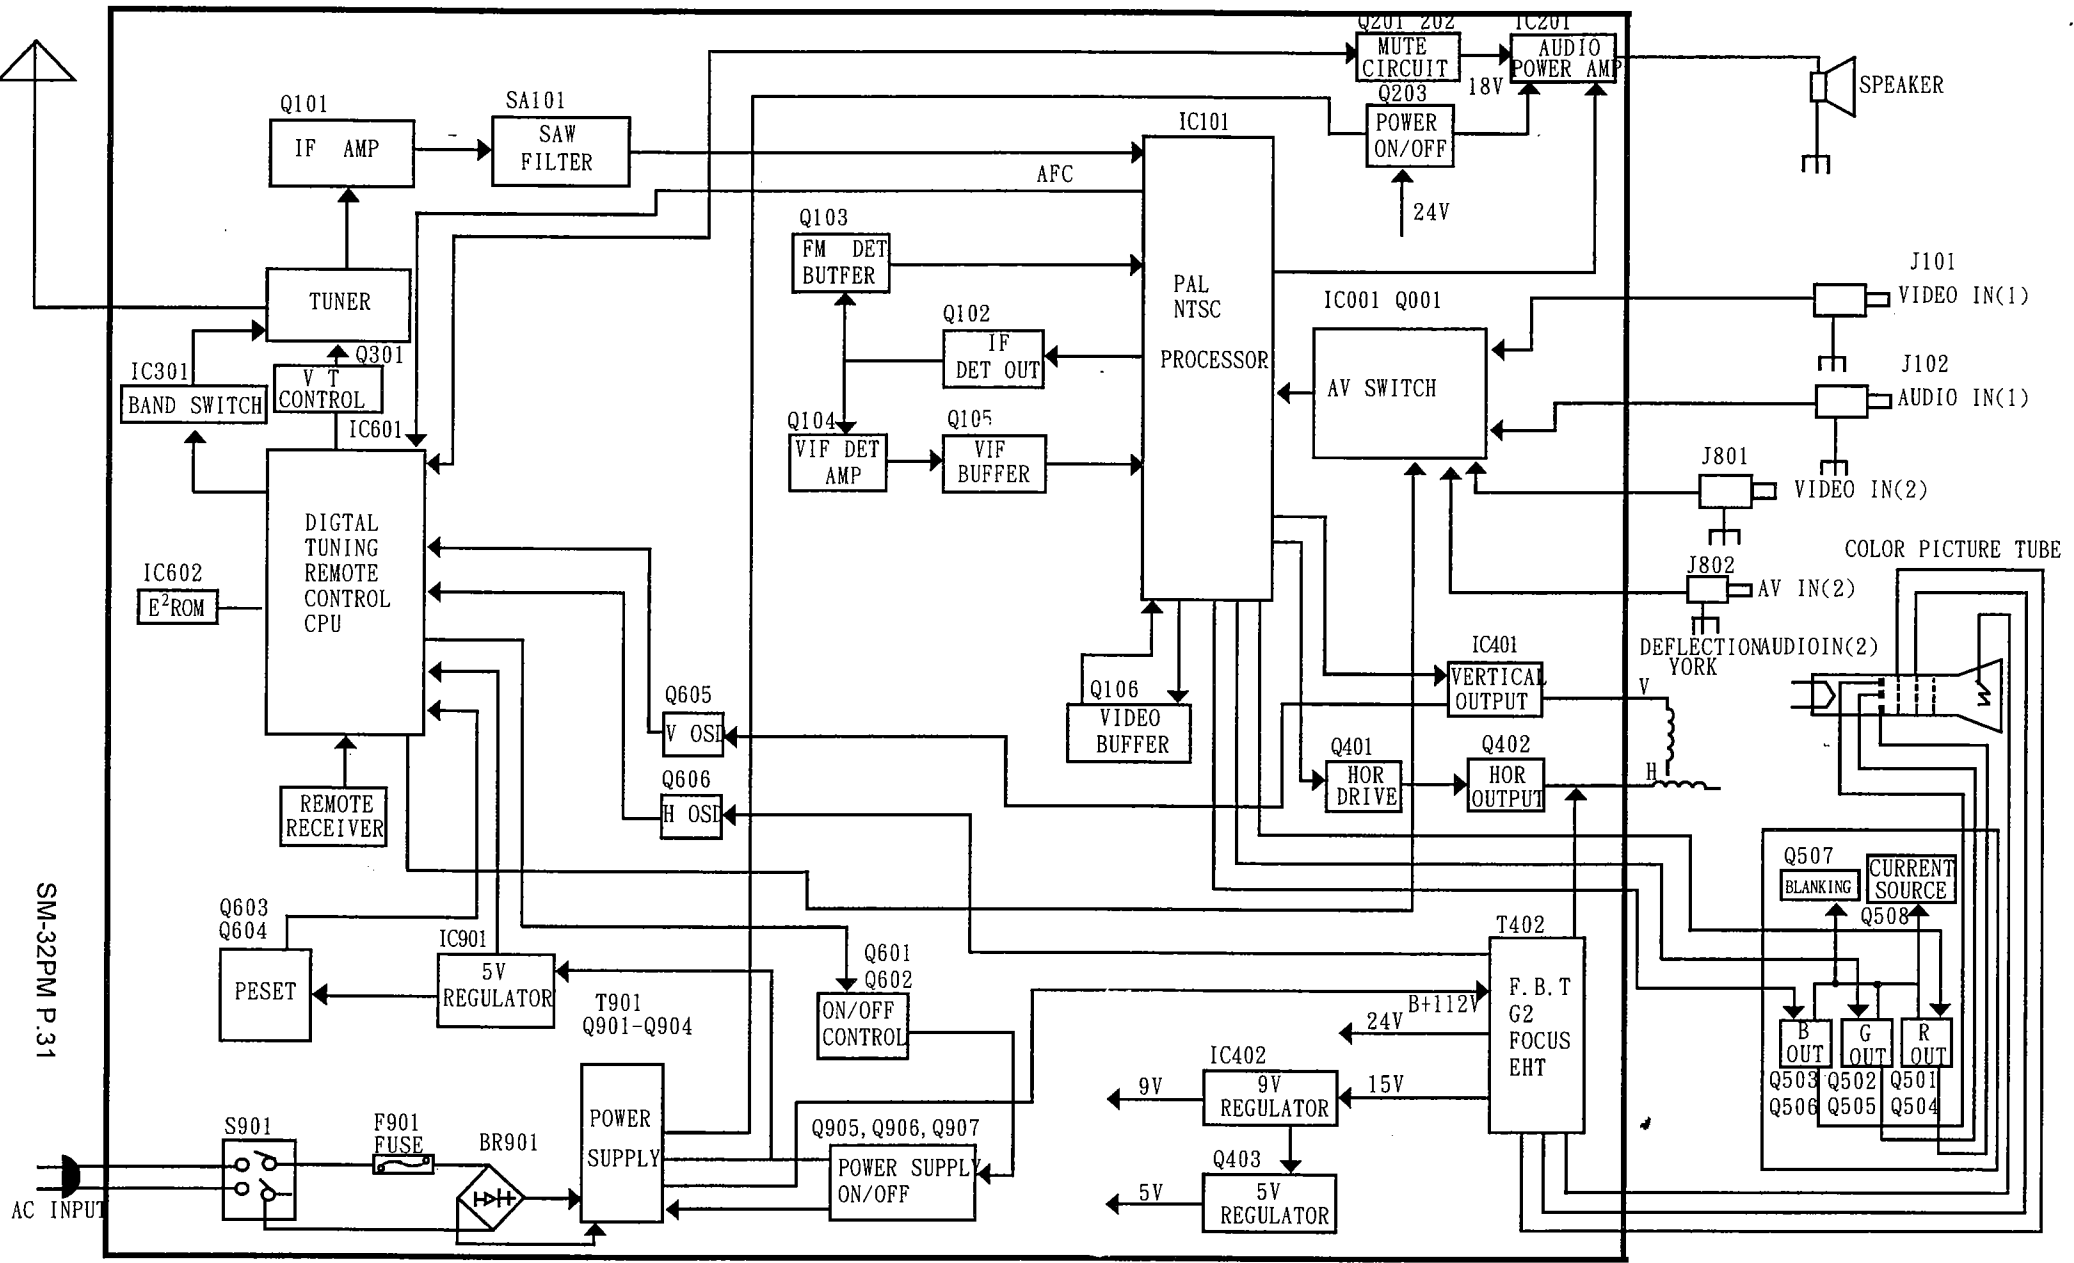 Q201 202
IC201
MUTE
CIRCUIT
AUDIO
POWER AMP
18V
SPEAKER
Q101
IF AMP
SA101
SAW
FILTER
Q203
POWER
ON/OFF
24V
IC101
AFC
PAL
NTSC
PROCESSOR
Q103
FM DET
BUTFER
Q102
IF
DET OUT
Q104
VIF DET
AMP
Q105
VIF
BUFFER
TUNER
IC301
BAND SWITCH
Q301
V T
CONTROL
IC601
DIGTAL
TUNING
REMOTE
CONTROL
CPU
IC602
E²ROM
REMOTE
RECEIVER
IC001 Q001
AV SWITCH
J101
VIDEO IN(1)
J102
AUDIO IN(1)
J801
VIDEO IN(2)
J802
AV IN(2)
COLOR PICTURE TUBE
DEFLECTION
YORK
AUDIOIN(2)
IC401
VERTICAL
OUTPUT
V
H
Q401
HOR
DRIVE
Q402
HOR
OUTPUT
Q106
VIDEO
BUFFER
Q605
V OSD
Q606
H OSD
Q603
Q604
PESET
IC901
5V
REGULATOR
T901
Q901-Q904
POWER
SUPPLY
Q601
Q602
ON/OFF
CONTROL
Q905, Q906, Q907
POWER SUPPLY
ON/OFF
T402
F.B.T
G2
FOCUS
EHT
B+112V
24V
15V
IC402
9V
REGULATOR
9V
Q403
5V
REGULATOR
5V
Q507
BLANKING
CURRENT
SOURCE
Q508
B
OUT
G
OUT
R
OUT
Q503
Q506
Q502
Q505
Q501
Q504
S901
F901
FUSE
BR901
AC INPUT
SM-32PM P.31